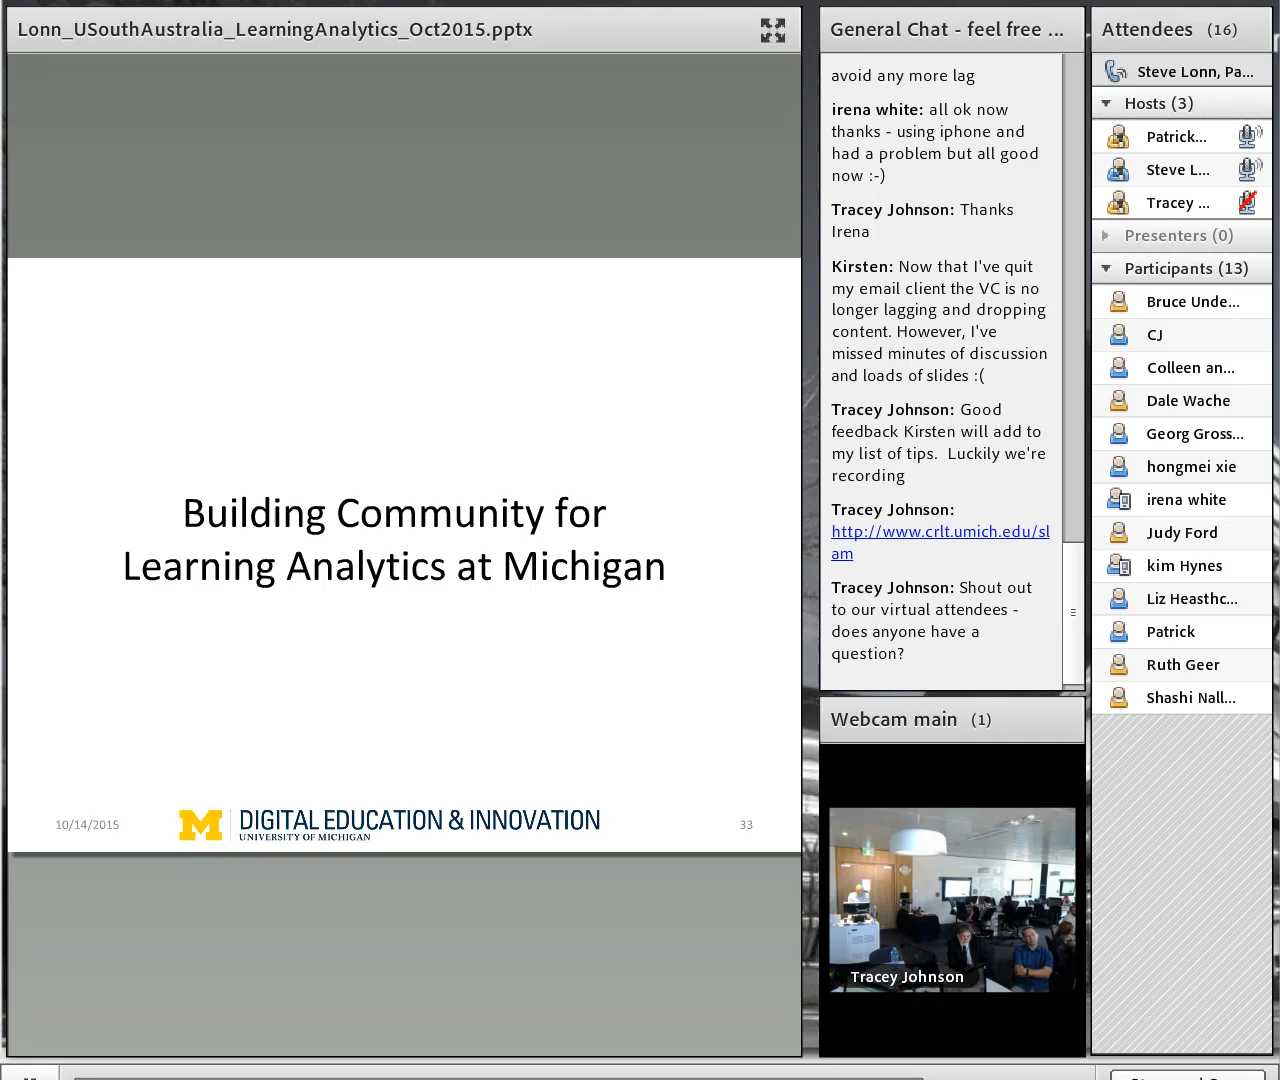 Lonn_USouthAustralia_LearningAnalytics_Oct2015.pptx
Building Community for
Learning Analytics at Michigan
10/14/2015
M
DIGITAL EDUCATION & INNOVATION
UNIVERSITY OF MICHIGAN
33
General Chat - feel free ...
avoid any more lag
irena white: all ok now
thanks - using iphone and
had a problem but all good
now :-)
Tracey Johnson: Thanks
Irena
Kirsten: Now that I've quit
my email client the VC is no
longer lagging and dropping
content. However, I've
missed minutes of discussion
and loads of slides :(
Tracey Johnson: Good
feedback Kirsten will add to
my list of tips. Luckily we're
recording
Tracey Johnson:
http://www.crlt.umich.edu/sl
am
Tracey Johnson: Shout out
to our virtual attendees -
does anyone have a
question?
Webcam main (1)
Tracey Johnson
Attendees (16)
Steve Lonn, Pa...
Hosts (3)
Patrick...
Steve L...
Tracey ...
Presenters (0)
Participants (13)
Bruce Unde...
CJ
Colleen an...
Dale Wache
Georg Gross...
hongmei xie
irena white
Judy Ford
kim Hynes
Liz Heasthc...
Patrick
Ruth Geer
Shashi Nall...